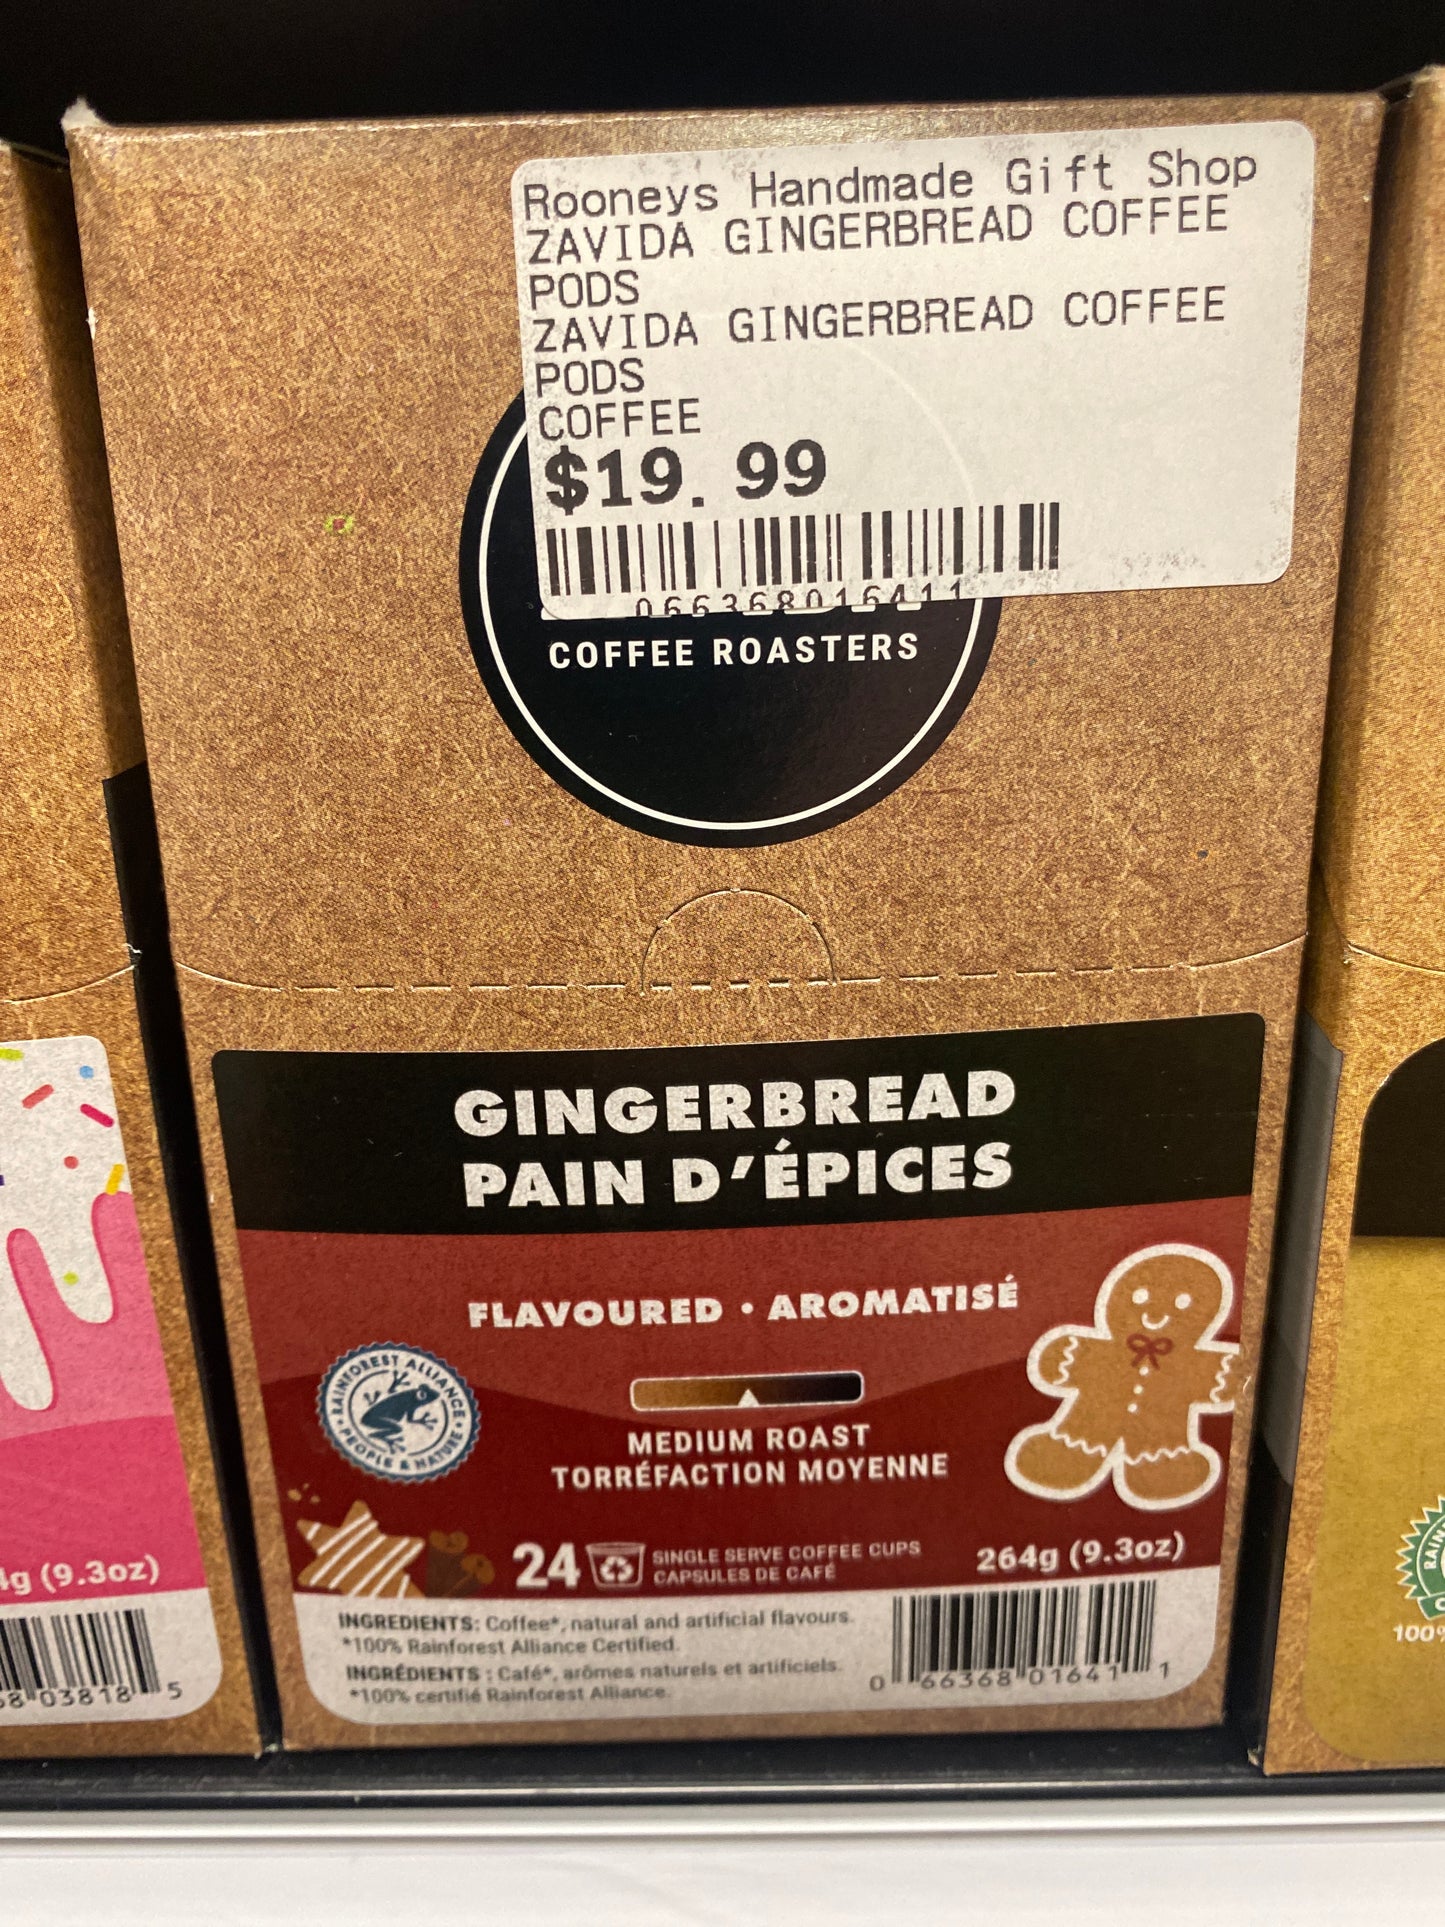 Rooneys Handmade Gift Shop
ZAVIDA GINGERBREAD COFFEE
PODS
ZAVIDA GINGERBREAD COFFEE
PODS
COFFEE
$19.99
066368016411
COFFEE ROASTERS
GINGERBREAD
PAIN D'ÉPICES
FLAVOURED • AROMATISÉ
RAINFOREST ALLIANCE
PEOPLE & NATURE
MEDIUM ROAST
TORRÉFACTION MOYENNE
24 SINGLE SERVE COFFEE CUPS
CAPSULES DE CAFÉ
264g (9.3oz)
INGREDIENTS: Coffee*, natural and artificial flavours.
*100% Rainforest Alliance Certified.
INGRÉDIENTS : Café*, arômes naturels et artificiels.
*100% certifié Rainforest Alliance.
0 66368 01641 1
(9.3oz)
03818 5
100%